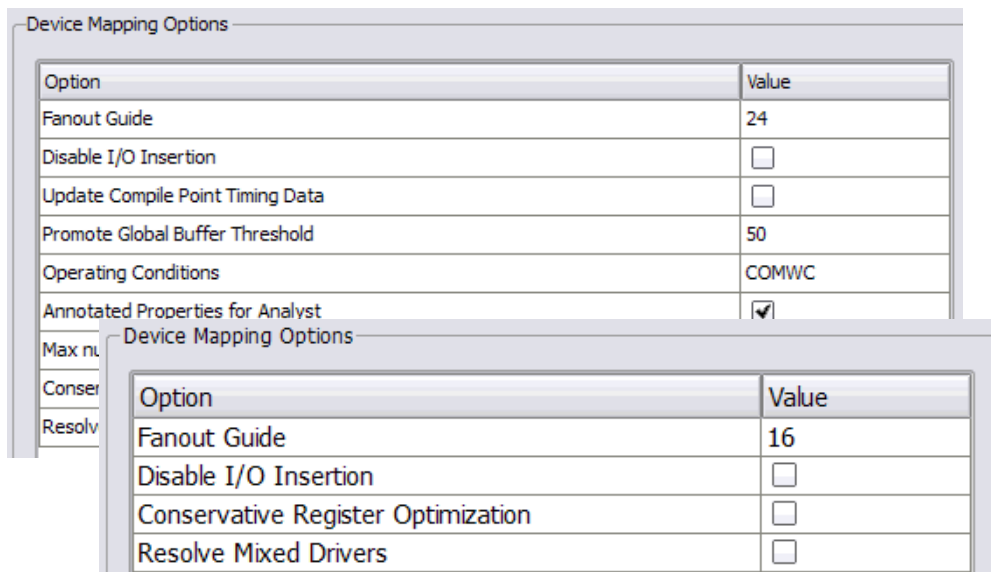 Device Mapping Options
Option Value
Fanout Guide 24
Disable I/O Insertion
Update Compile Point Timing Data
Promote Global Buffer Threshold 50
Operating Conditions COMWC
Annotated Properties for Analyst
Max
Device Mapping Options
Option Value
Fanout Guide 16
Disable I/O Insertion
Conservative Register Optimization
Resolve Mixed Drivers